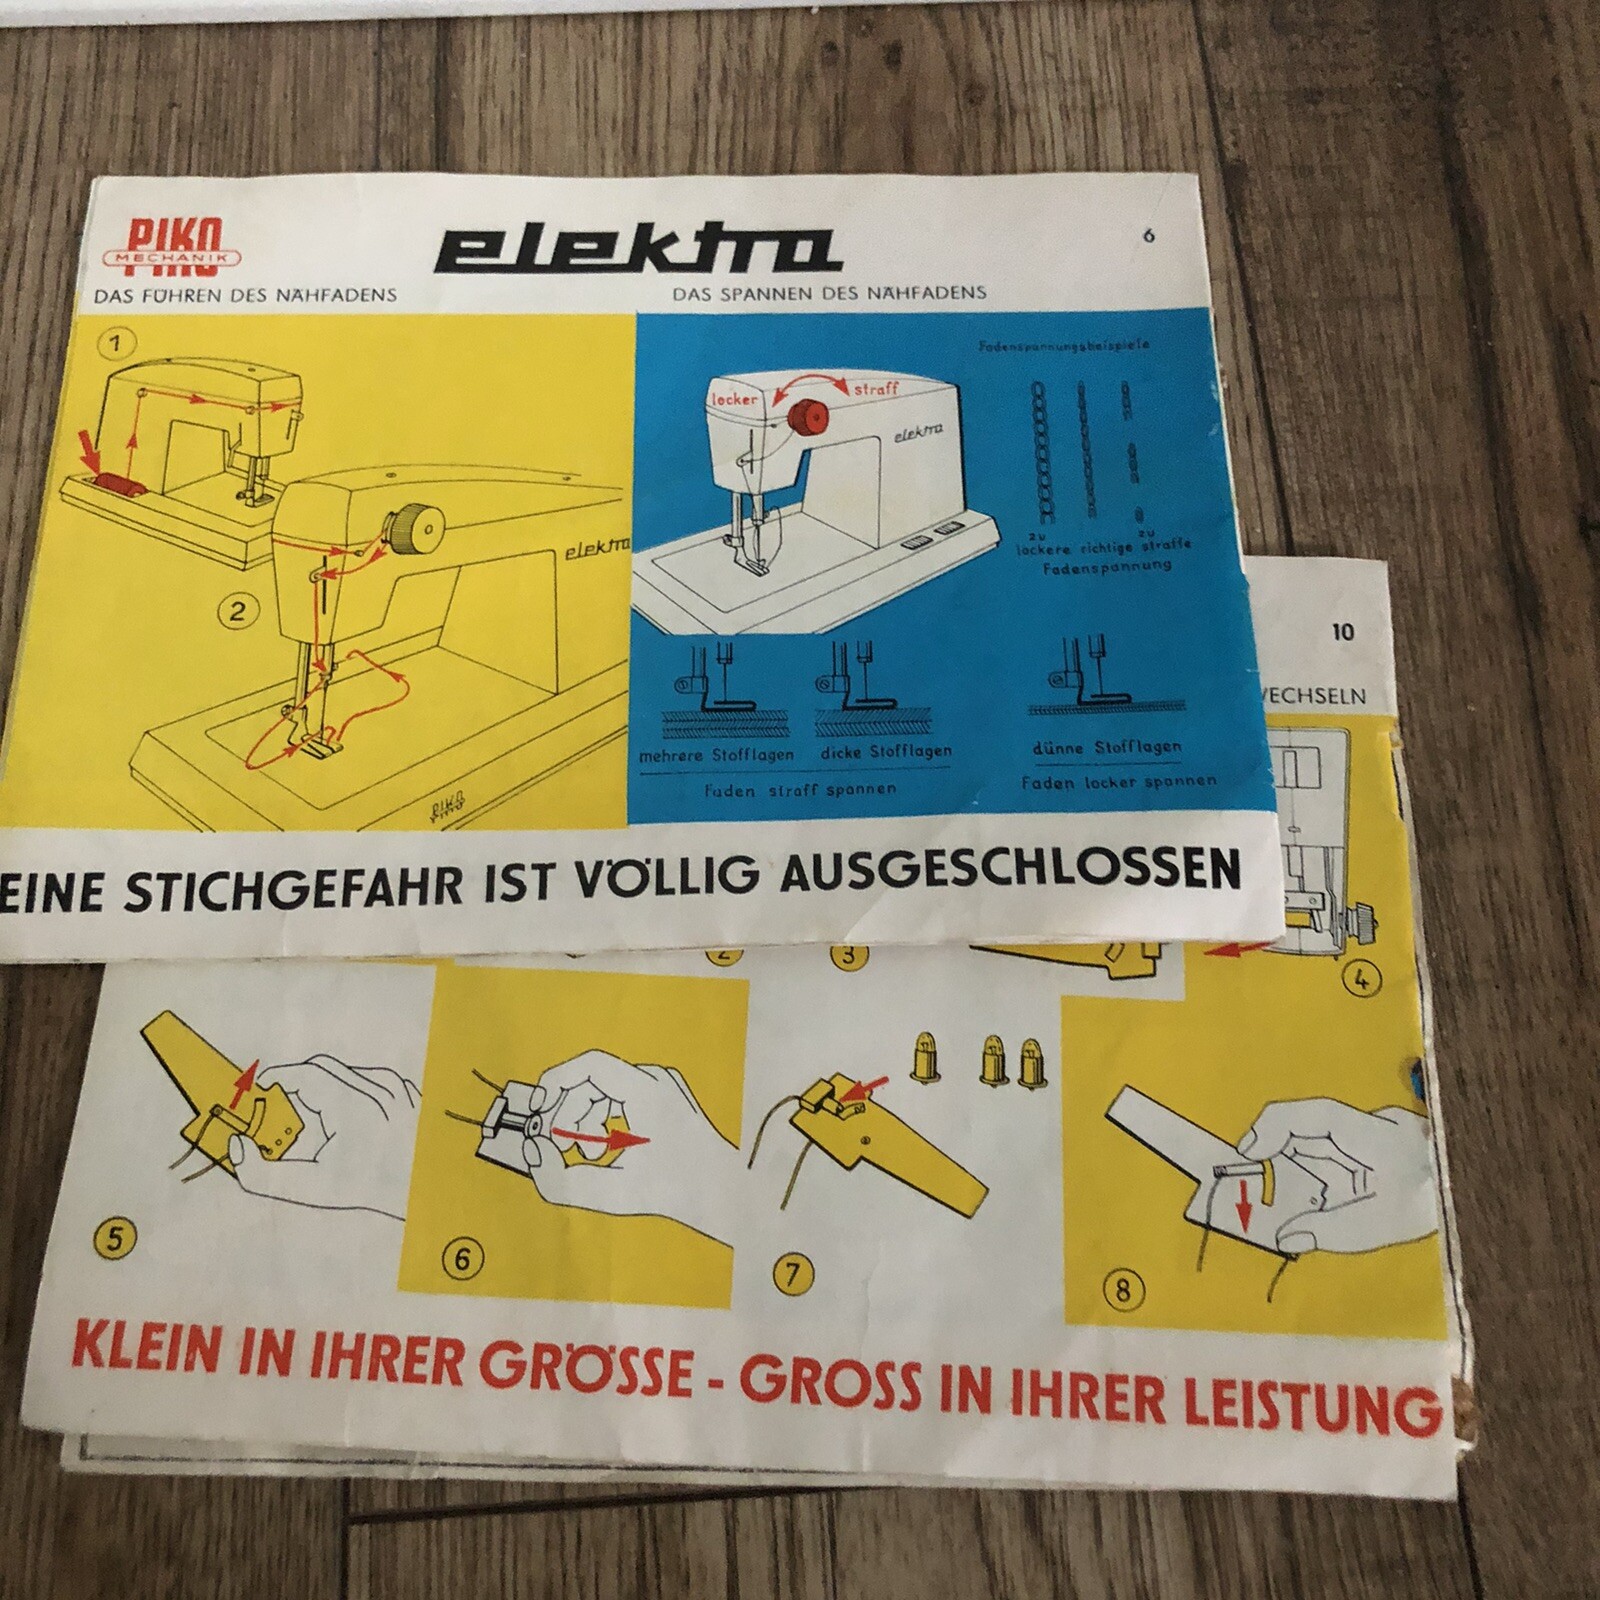 PIKO
MECHANIK
elektra
6
DAS FÜHREN DES NÄHFADENS
DAS SPANNEN DES NÄHFADENS
1
elektra
2
PIKO
Fadenspannungsbeispiele
locker
straff
elektra
zu
zu
lockere richtige straffe
Fadenspannung
mehrere Stofflagen
dicke Stofflagen
dünne Stofflagen
Faden straff spannen
Faden locker spannen
EINE STICHGEFAHR IST VÖLLIG AUSGESCHLOSSEN
10
WECHSELN
2
3
4
5
6
7
8
KLEIN IN IHRER GRÖSSE - GROSS IN IHRER LEISTUNG